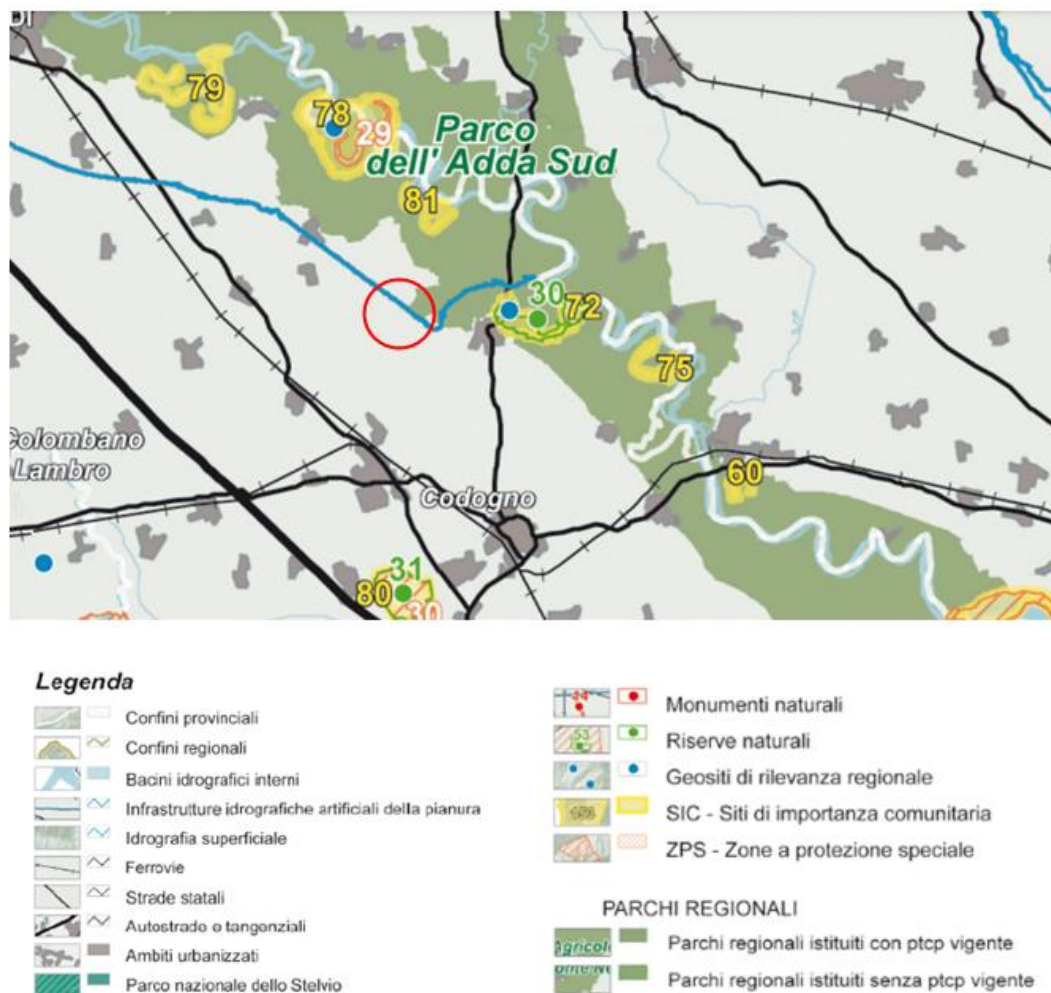 DI
79
78
29
Parco
dell' Adda Sud
81
30
72
75
Colombano
Lambro
Codogno
60
31
80
30
Legenda
Confini provinciali
Confini regionali
Bacini idrografici interni
Infrastrutture idrografiche artificiali della pianura
Idrografia superficiale
Ferrovie
Strade statali
Autostrade e tangenziali
Ambiti urbanizzati
Parco nazionale dello Stelvio
Monumenti naturali
53
Riserve naturali
Geositi di rilevanza regionale
SIC - Siti di importanza comunitaria
ZPS - Zone a protezione speciale
PARCHI REGIONALI
Agricol
Parchi regionali istituiti con ptcp vigente
Parchi regionali istituiti senza ptcp vigente